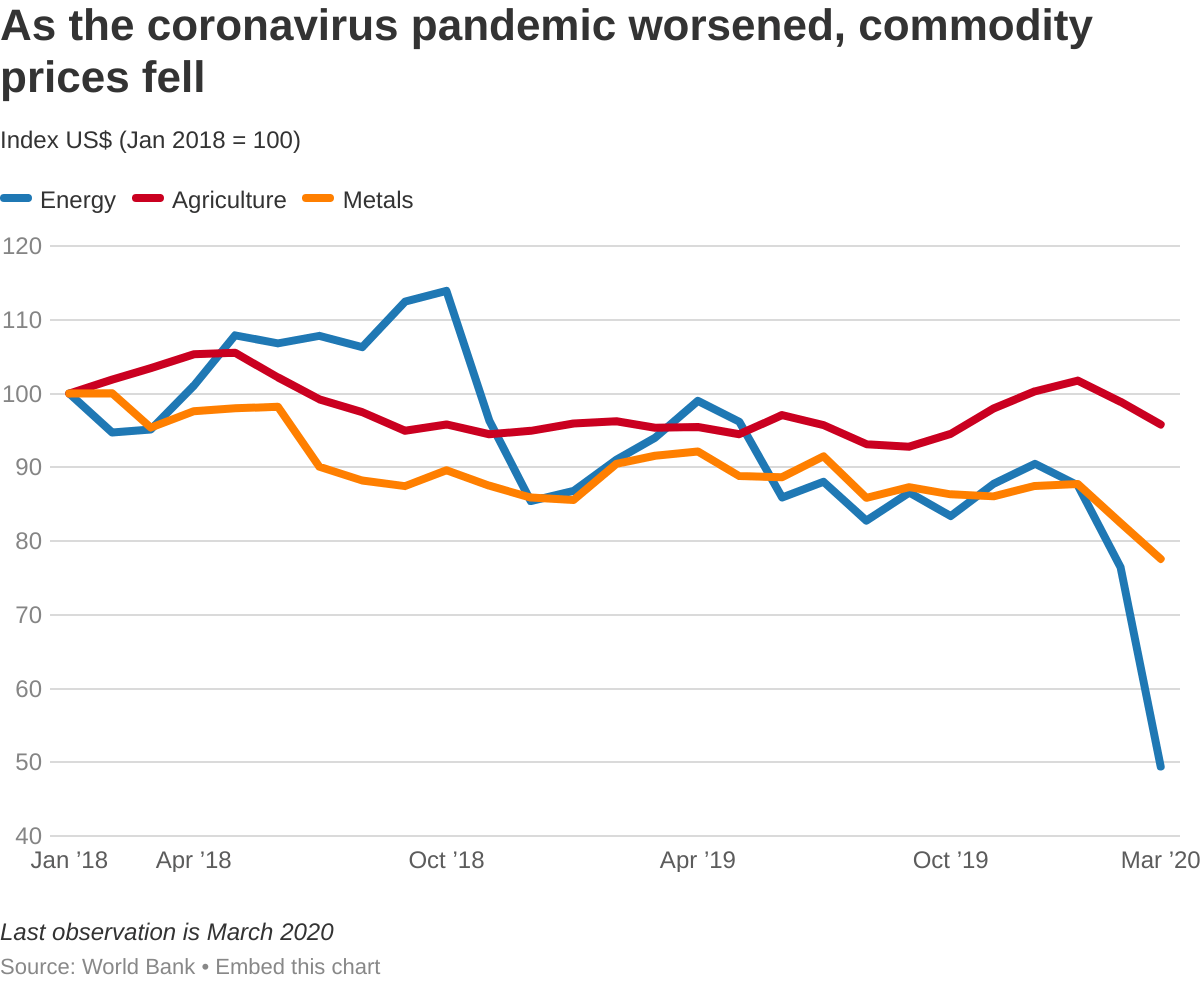 As the coronavirus pandemic worsened, commodity
prices fell
Index US$ (Jan 2018 = 100)
Energy Agriculture Metals
120
110
100
90
80
70
60
50
40
Jan ’18 Apr ’18 Oct ’18 Apr ’19 Oct ’19 Mar ’20
Last observation is March 2020
Source: World Bank • Embed this chart